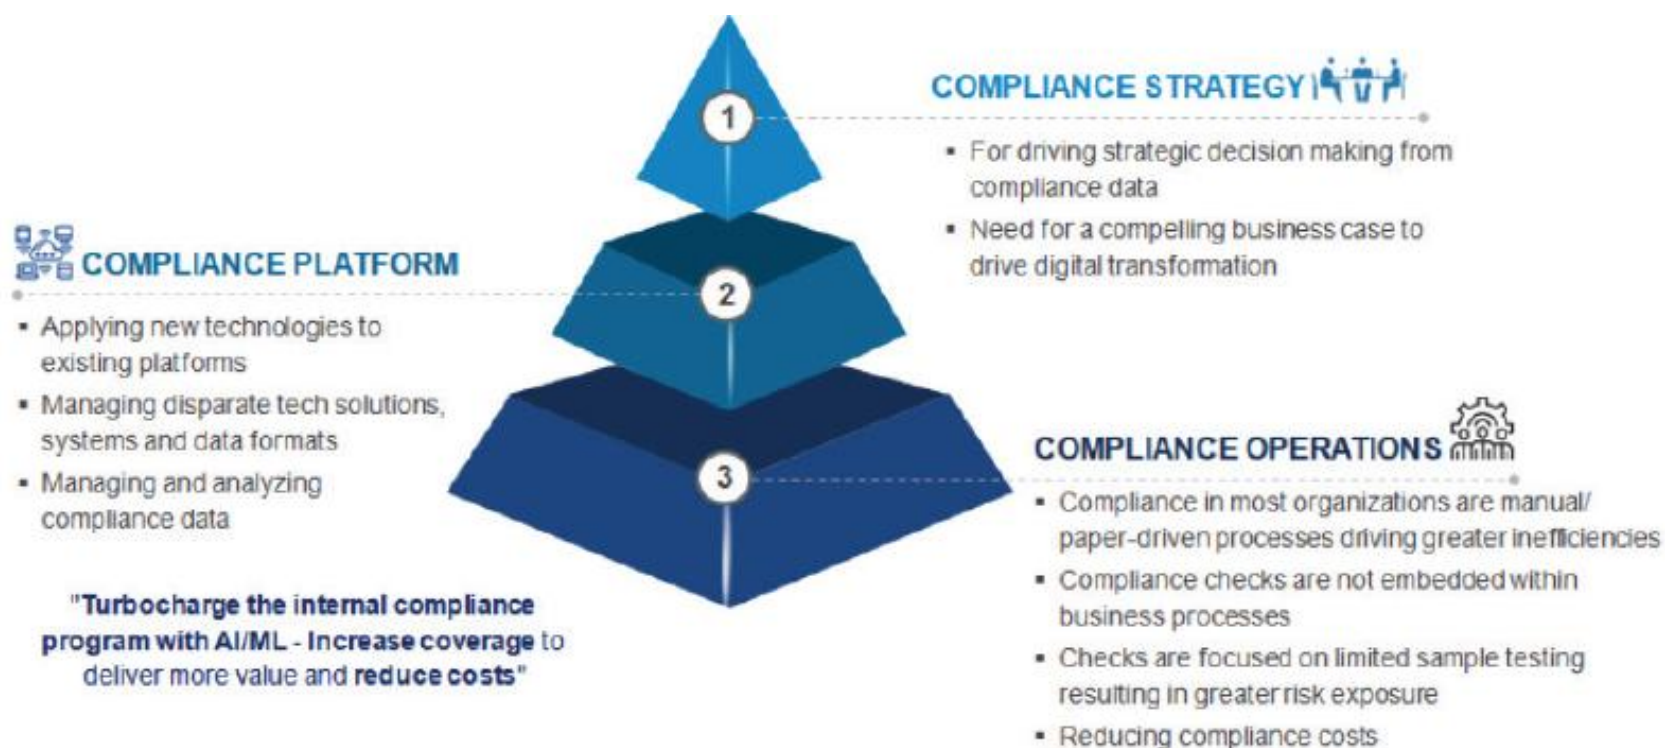 1
COMPLIANCE STRATEGY
▪ For driving strategic decision making from
compliance data
▪ Need for a compelling business case to
drive digital transformation
COMPLIANCE PLATFORM
2
▪ Applying new technologies to
existing platforms
▪ Managing disparate tech solutions,
systems and data formats
▪ Managing and analyzing
compliance data
3
COMPLIANCE OPERATIONS
▪ Compliance in most organizations are manual/
paper-driven processes driving greater inefficiencies
▪ Compliance checks are not embedded within
business processes
▪ Checks are focused on limited sample testing
resulting in greater risk exposure
▪ Reducing compliance costs
"Turbocharge the internal compliance
program with AI/ML - Increase coverage to
deliver more value and reduce costs"